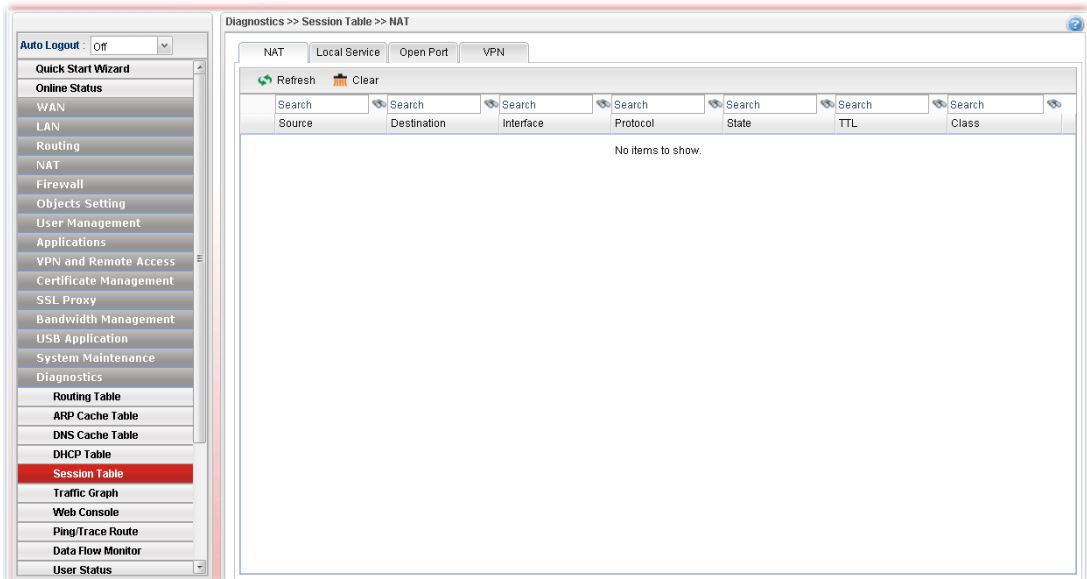 Diagnostics >> Session Table >> NAT
Auto Logout : Off
Quick Start Wizard
Online Status
WAN
LAN
Routing
NAT
Firewall
Objects Setting
User Management
Applications
VPN and Remote Access
Certificate Management
SSL Proxy
Bandwidth Management
USB Application
System Maintenance
Diagnostics
Routing Table
ARP Cache Table
DNS Cache Table
DHCP Table
Session Table
Traffic Graph
Web Console
Ping/Trace Route
Data Flow Monitor
User Status
NAT Local Service Open Port VPN
Refresh Clear
Search Search Search Search Search Search Search
Source Destination Interface Protocol State TTL Class
No items to show.